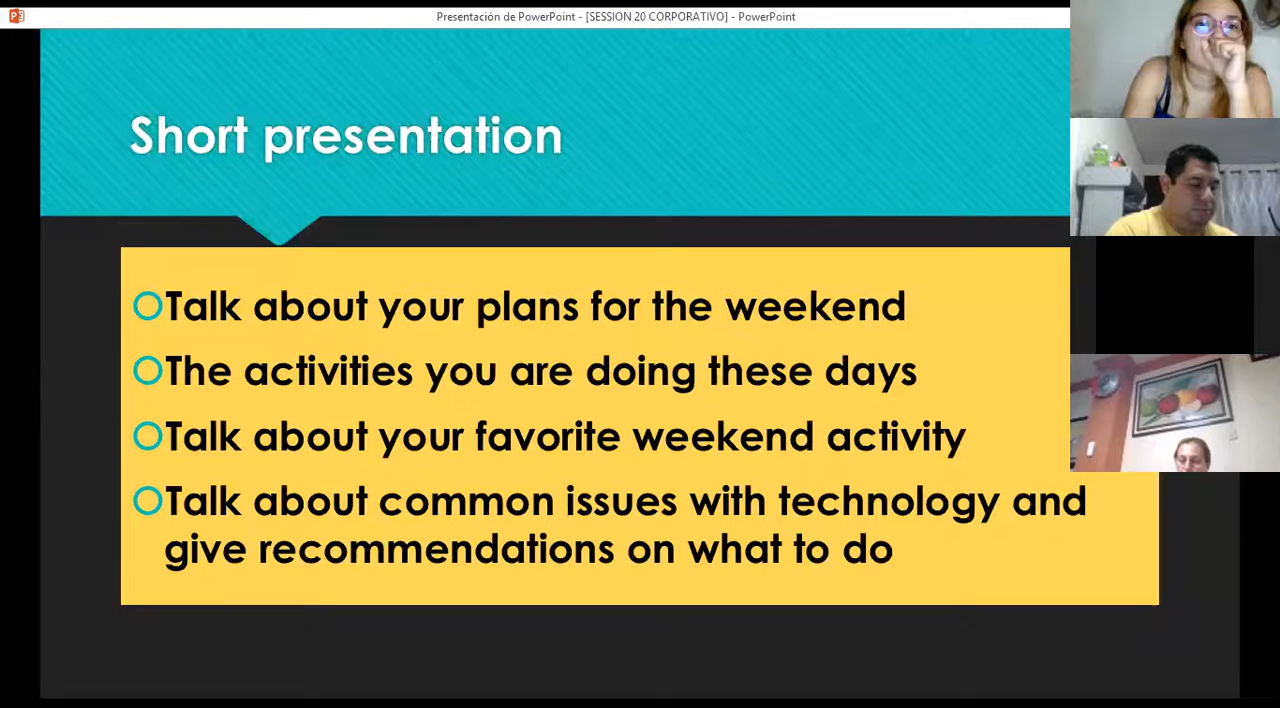 Presentación de PowerPoint - [SESSION 20 CORPORATIVO] - PowerPoint
Short presentation
Talk about your plans for the weekend
The activities you are doing these days
Talk about your favorite weekend activity
Talk about common issues with technology and
give recommendations on what to do